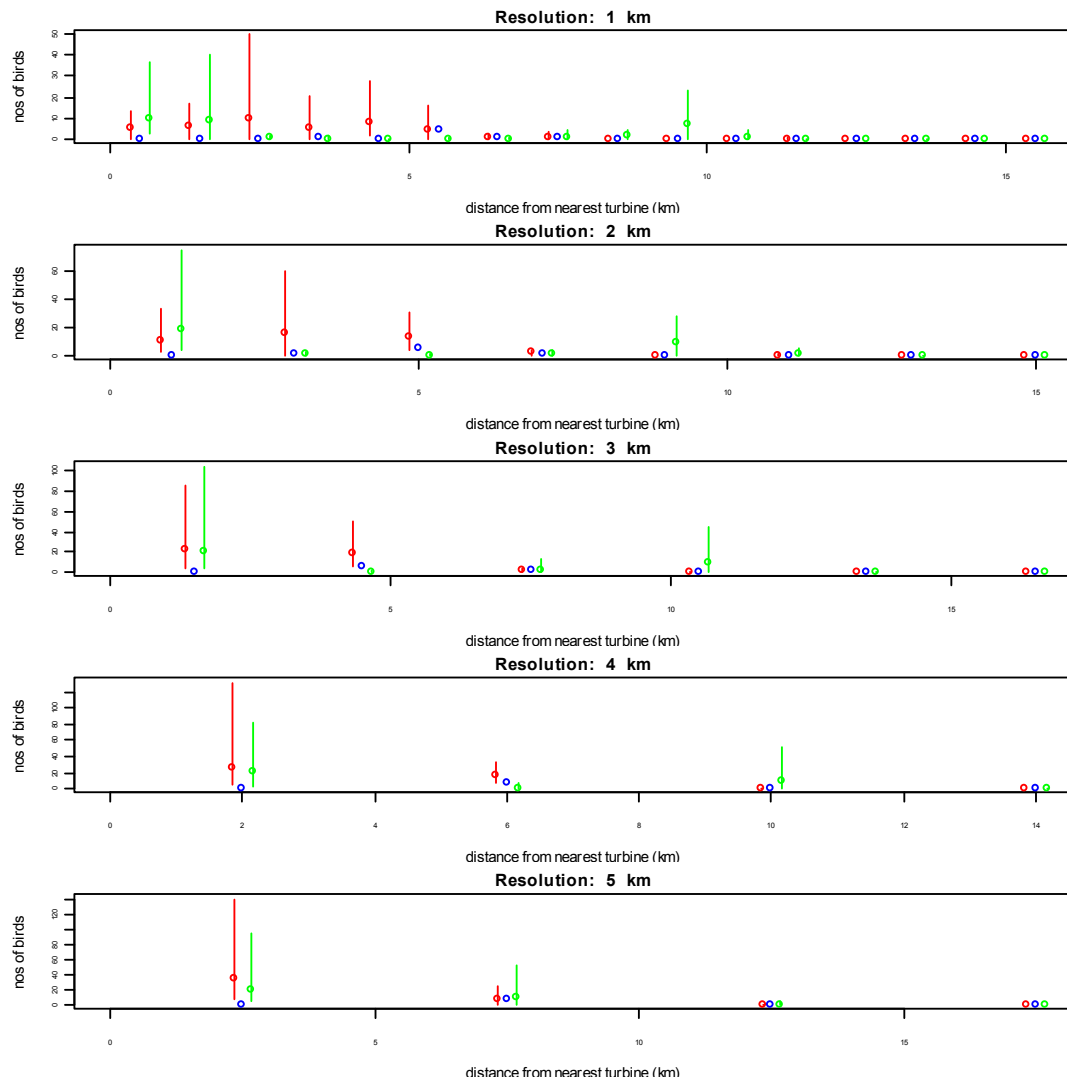 Resolution: 1 km
nos of birds
0 10 20 30 40 50
0 5 10 15
distance from nearest turbine (km)
Resolution: 2 km
nos of birds
0 20 40 60
0 5 10 15
distance from nearest turbine (km)
Resolution: 3 km
nos of birds
0 20 40 60 80 100
0 5 10 15
distance from nearest turbine (km)
Resolution: 4 km
nos of birds
0 20 40 60 80 100
0 2 4 6 8 10 12 14
distance from nearest turbine (km)
Resolution: 5 km
nos of birds
0 20 40 60 80 120
0 5 10 15
distance from nearest turbine (km)